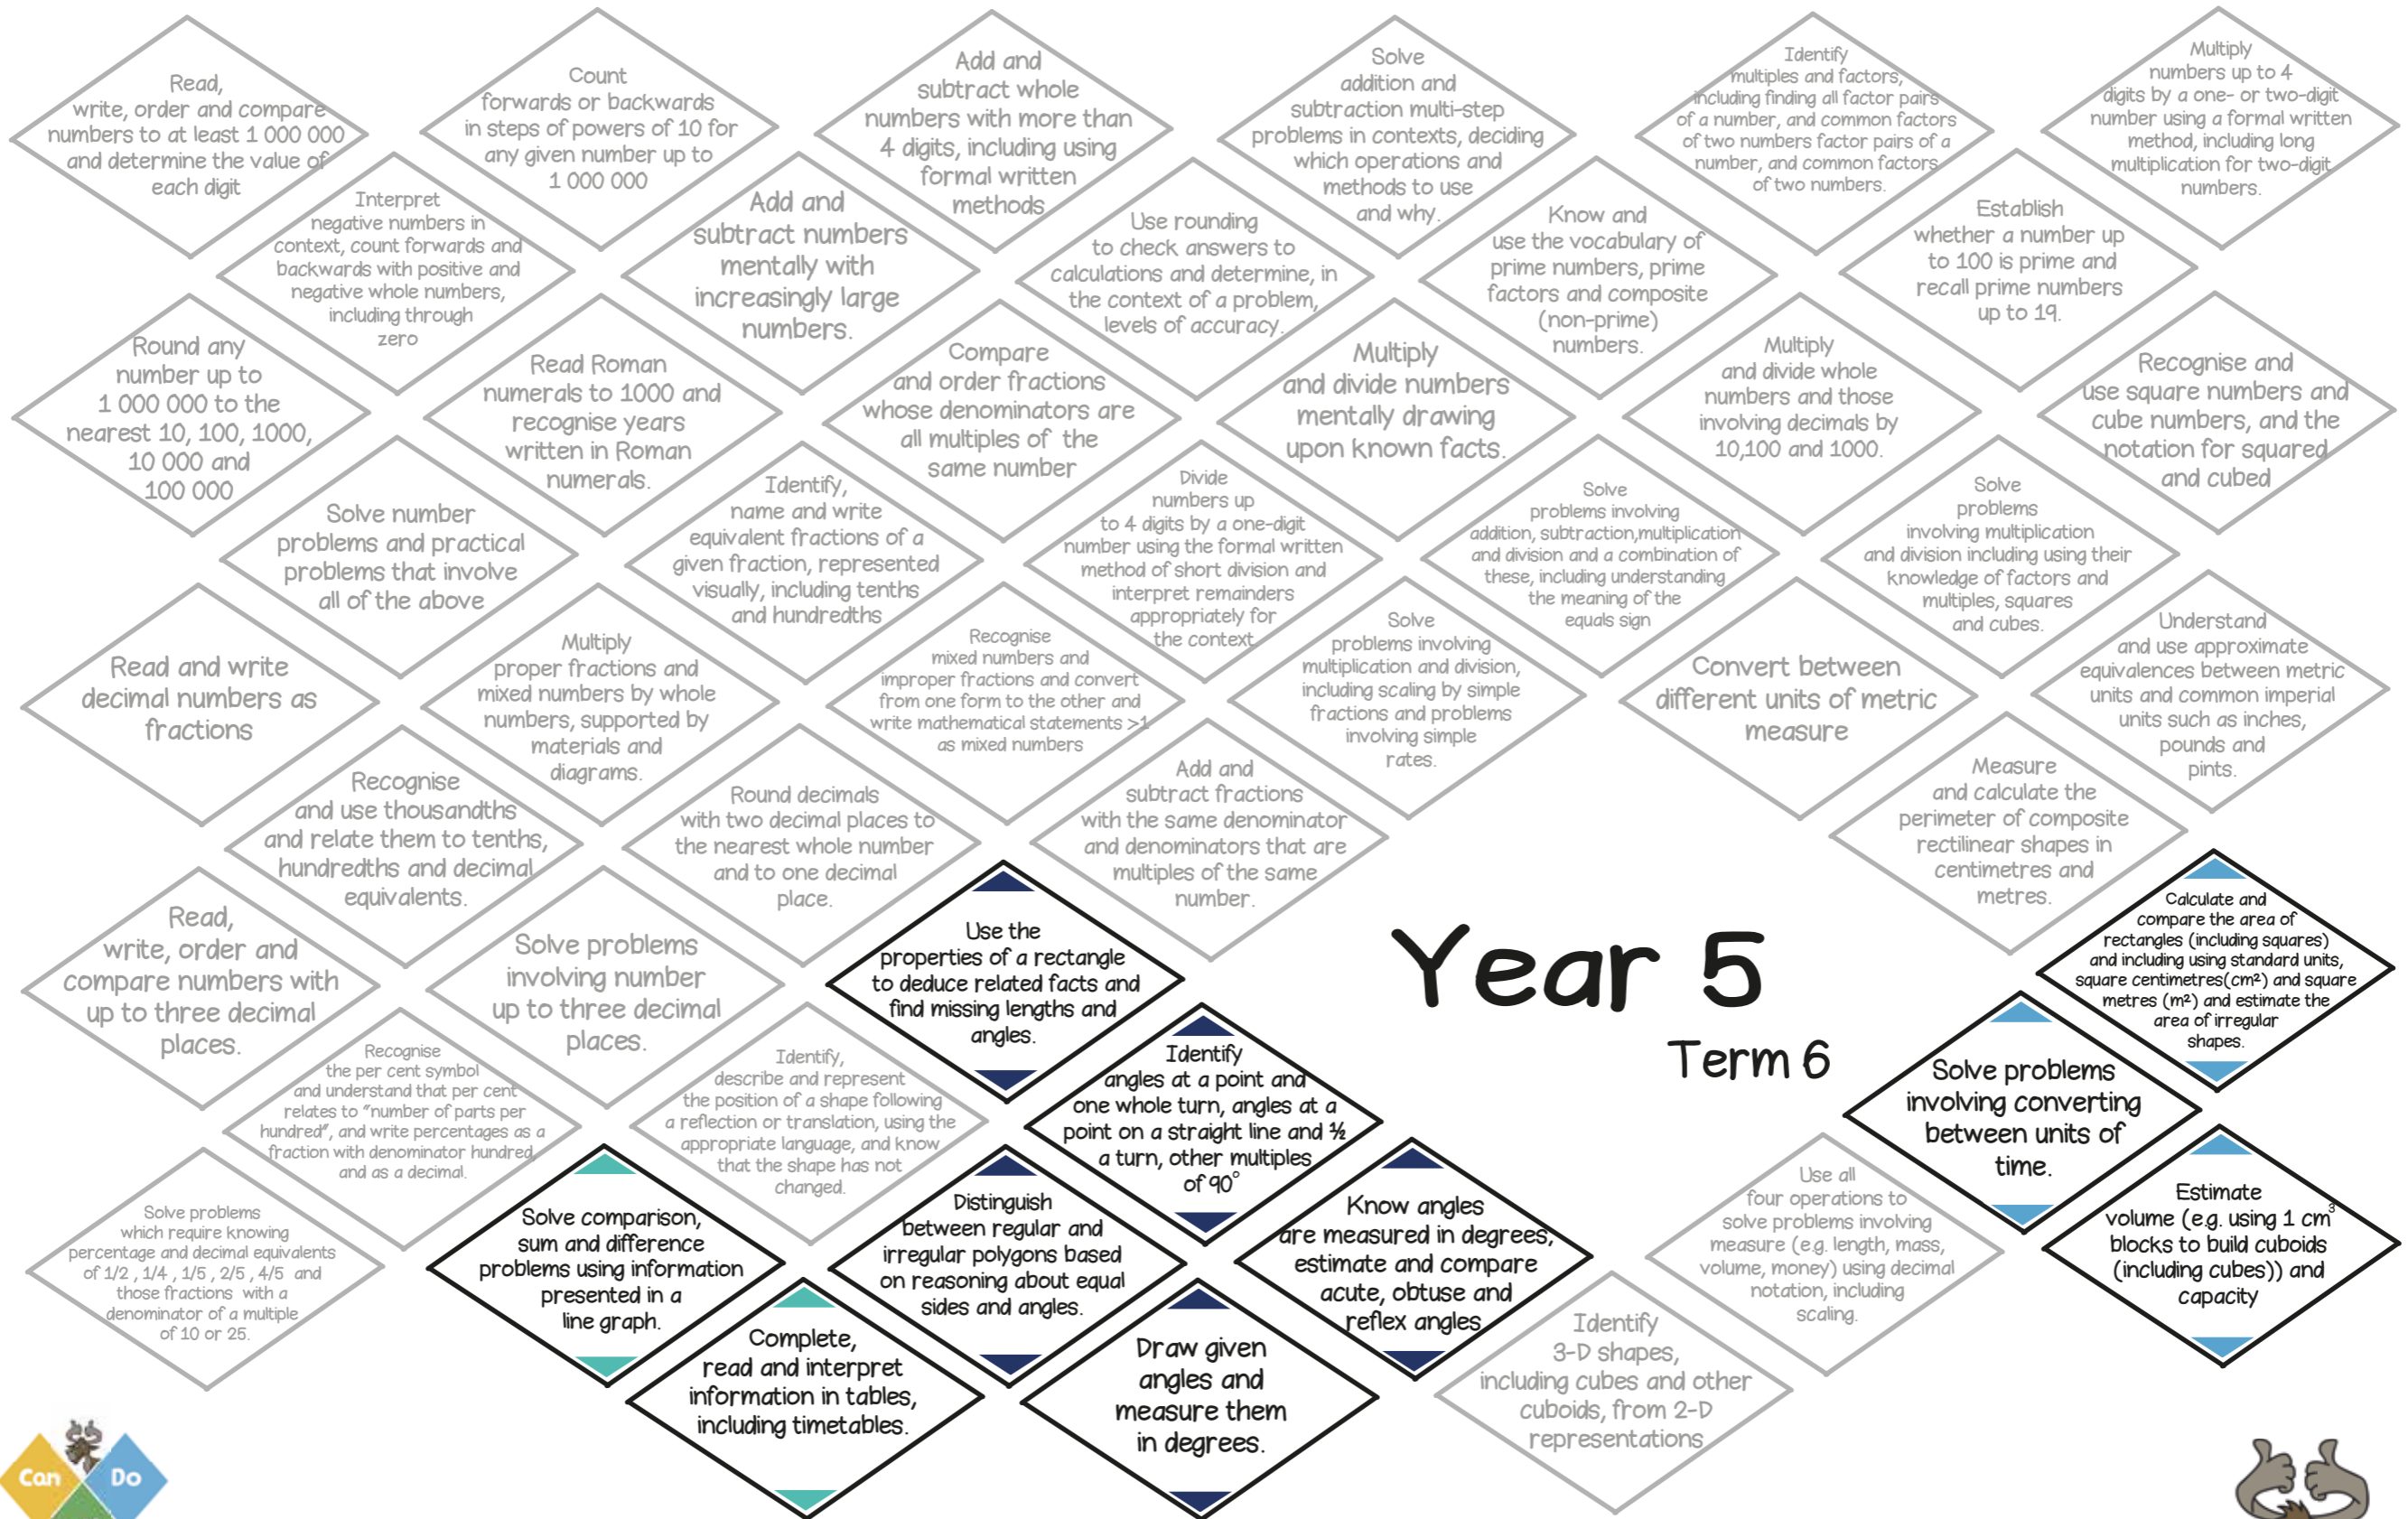 Read,
write, order and compare
numbers to at least 1 000 000
and determine the value of
each digit
Count
forwards or backwards
in steps of powers of 10 for
any given number up to
1 000 000
Add and
subtract whole
numbers with more than
4 digits, including using
formal written
methods
Solve
addition and
subtraction multi-step
problems in contexts, deciding
which operations and
methods to use
and why.
Identify
multiples and factors,
including finding all factor pairs
of a number, and common factors
of two numbers factor pairs of a
number, and common factors
of two numbers.
Multiply
numbers up to 4
digits by a one- or two-digit
number using a formal written
method, including long
multiplication for two-digit
numbers.
Interpret
negative numbers in
context, count forwards and
backwards with positive and
negative whole numbers,
including through
zero
Add and
subtract numbers
mentally with
increasingly large
numbers.
Use rounding
to check answers to
calculations and determine, in
the context of a problem,
levels of accuracy.
Know and
use the vocabulary of
prime numbers, prime
factors and composite
(non-prime)
numbers.
Establish
whether a number up
to 100 is prime and
recall prime numbers
up to 19.
Round any
number up to
1 000 000 to the
nearest 10, 100, 1000,
10 000 and
100 000
Read Roman
numerals to 1000 and
recognise years
written in Roman
numerals.
Compare
and order fractions
whose denominators are
all multiples of the
same number
Multiply
and divide numbers
mentally drawing
upon known facts.
Multiply
and divide whole
numbers and those
involving decimals by
10,100 and 1000.
Recognise and
use square numbers and
cube numbers, and the
notation for squared
and cubed
Solve number
problems and practical
problems that involve
all of the above
Identify,
name and write
equivalent fractions of a
given fraction, represented
visually, including tenths
and hundredths
Divide
numbers up
to 4 digits by a one-digit
number using the formal written
method of short division and
interpret remainders
appropriately for
the context
Solve
problems involving
addition, subtraction,multiplication
and division and a combination of
these, including understanding
the meaning of the
equals sign
Solve
problems
involving multiplication
and division including using their
knowledge of factors and
multiples, squares
and cubes.
Read and write
decimal numbers as
fractions
Multiply
proper fractions and
mixed numbers by whole
numbers, supported by
materials and
diagrams.
Recognise
mixed numbers and
improper fractions and convert
from one form to the other and
write mathematical statements >1
as mixed numbers
Solve
problems involving
multiplication and division,
including scaling by simple
fractions and problems
involving simple
rates.
Convert between
different units of metric
measure
Understand
and use approximate
equivalences between metric
units and common imperial
units such as inches,
pounds and
pints.
Recognise
and use thousandths
and relate them to tenths,
hundredths and decimal
equivalents.
Round decimals
with two decimal places to
the nearest whole number
and to one decimal
place.
Add and
subtract fractions
with the same denominator
and denominators that are
multiples of the same
number.
Measure
and calculate the
perimeter of composite
rectilinear shapes in
centimetres and
metres.
Read,
write, order and
compare numbers with
up to three decimal
places.
Solve problems
involving number
up to three decimal
places.
Use the
properties of a rectangle
to deduce related facts and
find missing lengths and
angles.
Year 5
Term 6
Calculate and
compare the area of
rectangles (including squares)
and including using standard units,
square centimetres(cm²) and square
metres (m²) and estimate the
area of irregular
shapes.
Recognise
the per cent symbol
and understand that per cent
relates to "number of parts per
hundred", and write percentages as a
fraction with denominator hundred,
and as a decimal.
Identify,
describe and represent
the position of a shape following
a reflection or translation, using the
appropriate language, and know
that the shape has not
changed.
Identify
angles at a point and
one whole turn, angles at a
point on a straight line and ½
a turn, other multiples
of 90°
Solve problems
involving converting
between units of
time.
Solve problems
which require knowing
percentage and decimal equivalents
of 1/2 , 1/4 , 1/5 , 2/5 , 4/5 and
those fractions with a
denominator of a multiple
of 10 or 25.
Solve comparison,
sum and difference
problems using information
presented in a
line graph.
Distinguish
between regular and
irregular polygons based
on reasoning about equal
sides and angles.
Know angles
are measured in degrees;
estimate and compare
acute, obtuse and
reflex angles
Use all
four operations to
solve problems involving
measure (e.g. length, mass,
volume, money) using decimal
notation, including
scaling.
Estimate
volume (e.g. using 1 cm³
blocks to build cuboids
(including cubes)) and
capacity
Complete,
read and interpret
information in tables,
including timetables.
Draw given
angles and
measure them
in degrees.
Identify
3-D shapes,
including cubes and other
cuboids, from 2-D
representations
Can Do